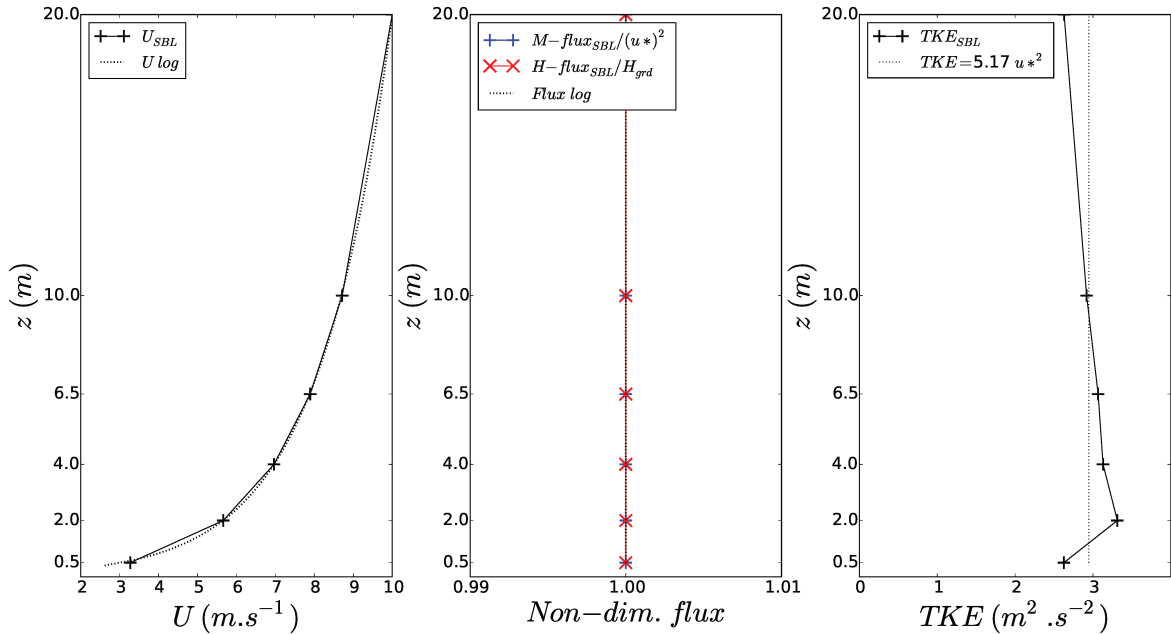 20.0
10.0
6.5
4.0
2.0
0.5
z (m)
U_SBL
U log
2 3 4 5 6 7 8 9 10
U (m.s⁻¹)
20.0
10.0
6.5
4.0
2.0
0.5
z (m)
M−flux_SBL/(u*)²
H−flux_SBL/H_grd
Flux log
0.99 1.00 1.01
Non−dim. flux
20.0
10.0
6.5
4.0
2.0
0.5
z (m)
TKE_SBL
TKE=5.17 u*²
0 1 2 3
TKE (m² .s⁻²)